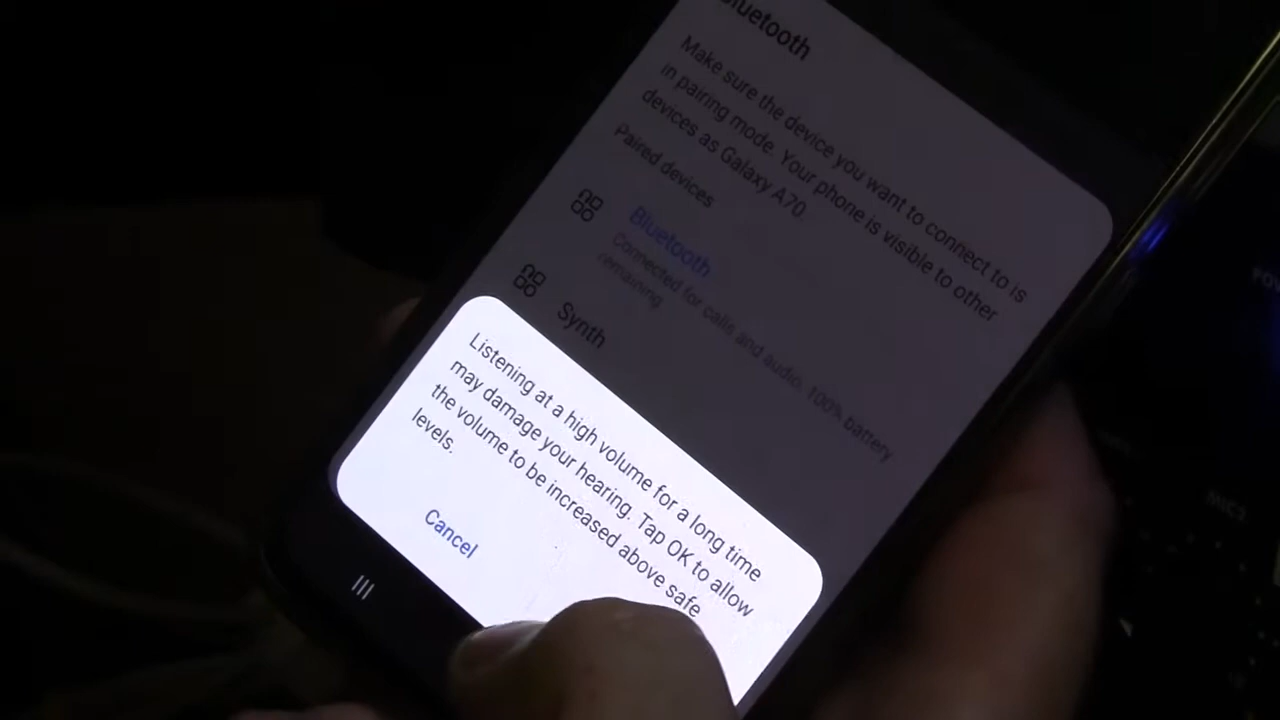 Bluetooth
Make sure the device you want to connect to is
in pairing mode. Your phone is visible to other
devices as Galaxy A70.
Paired devices
Bluetooth
Connected for calls and audio. 100% battery
remaining.
Synth
Listening at a high volume for a long time
may damage your hearing. Tap OK to allow
the volume to be increased above safe
levels.
Cancel